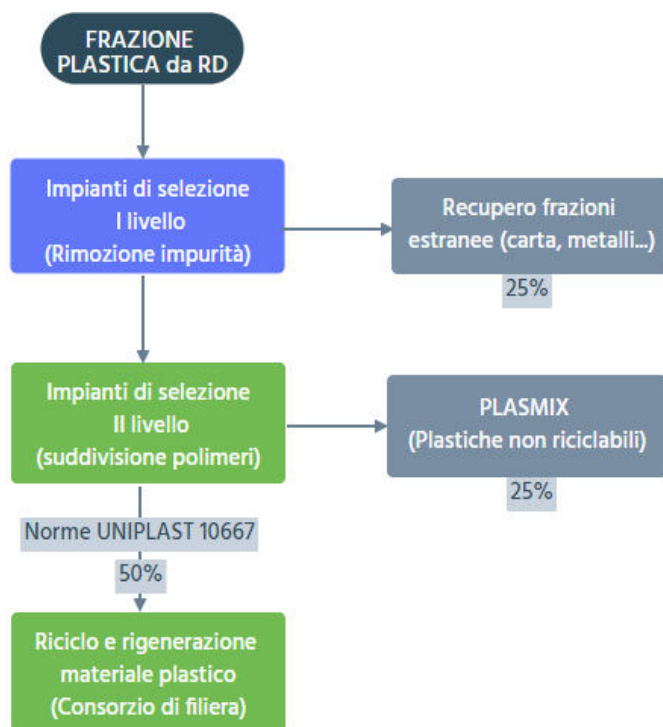 FRAZIONE
PLASTICA da RD
Impianti di selezione
I livello
(Rimozione impurità)
Recupero frazioni
estranee (carta, metalli...)
25%
Impianti di selezione
II livello
(suddivisione polimeri)
PLASMIX
(Plastiche non riciclabili)
25%
Norme UNIPLAST 10667
50%
Riciclo e rigenerazione
materiale plastico
(Consorzio di filiera)